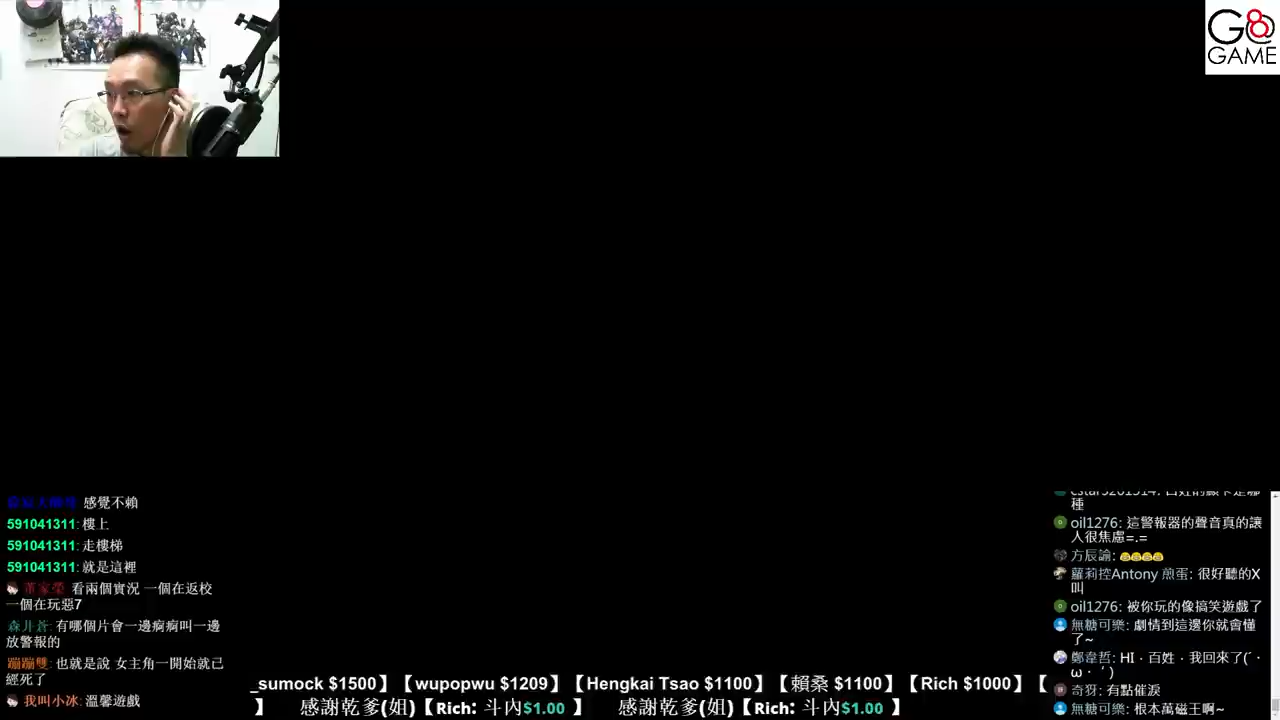 G8
GAME
感覺不賴
591041311: 樓上
591041311: 走樓梯
591041311: 就是這裡
董家榮 看兩個實況 一個在返校
一個在玩惡7
森井蒼: 有哪個片會一邊痾痾叫一邊
放警報的
蹦蹦雙: 也就是說 女主角一開始就已
經死了
我叫小冰: 溫馨遊戲
種
oil1276: 這警報器的聲音真的讓
人很焦慮=.=
方辰諭:
蘿莉控Antony 煎蛋: 很好聽的X
叫
oil1276: 被你玩的像搞笑遊戲了
無糖可樂: 劇情到這邊你就會懂
了~
鄭韋哲: HI．百姓．我回來了(´・
ω・｀)
奇羽: 有點催淚
無糖可樂: 根本萬磁王啊~
_sumock $1500】【wupopwu $1209】【Hengkai Tsao $1100】【賴桑 $1100】【Rich $1000】【
】 感謝乾爹(姐)【Rich: 斗內$1.00 】 感謝乾爹(姐)【Rich: 斗內$1.00 】